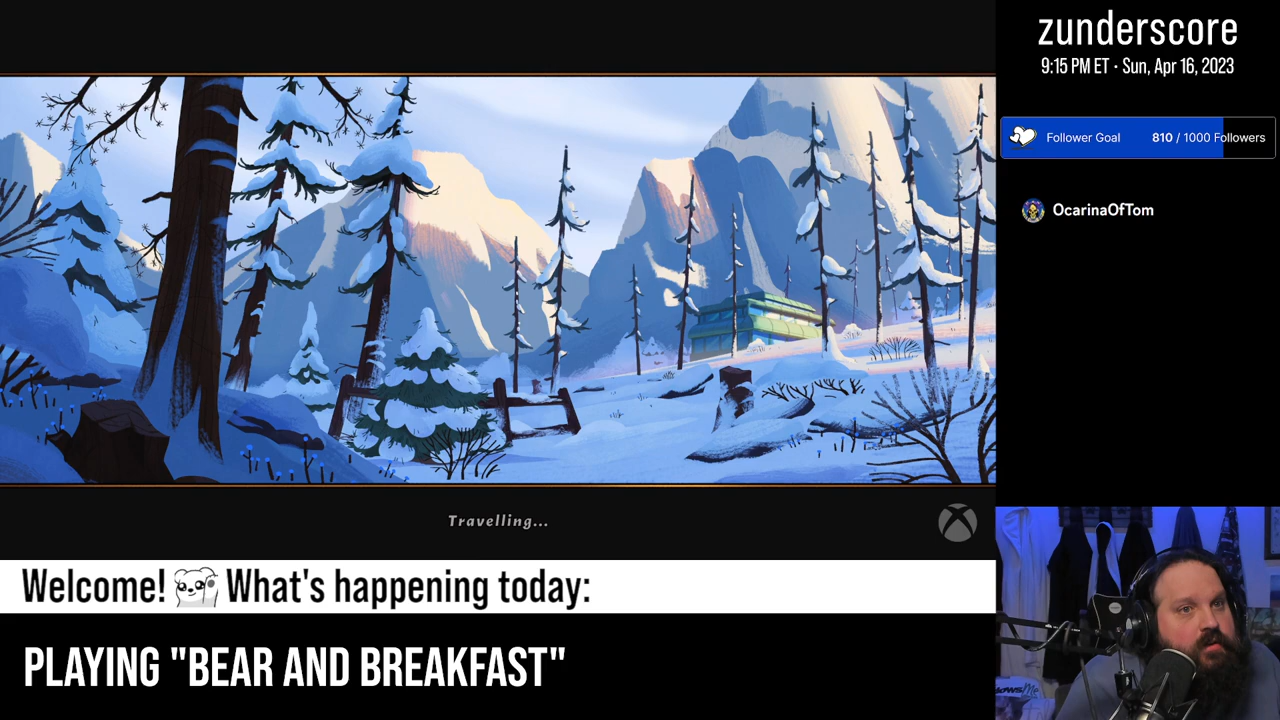 zunderscore
9:15 PM ET · Sun, Apr 16, 2023
Follower Goal 810 / 1000 Followers
OcarinaOfTom
Travelling...
Welcome! What's happening today:
PLAYING "BEAR AND BREAKFAST"